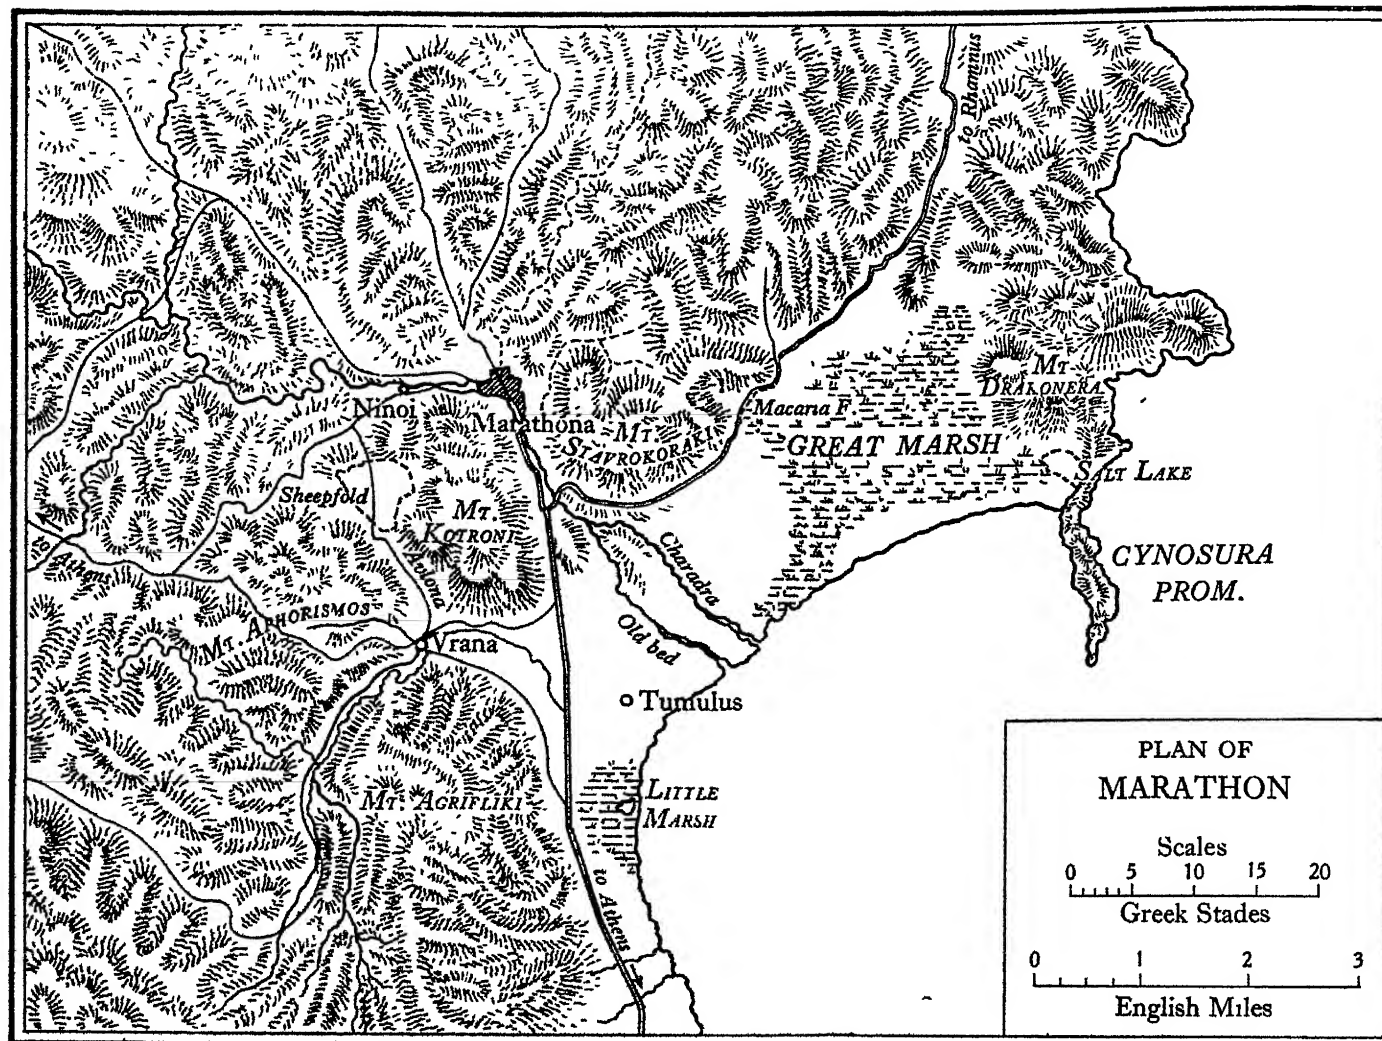 to Rhamnus
Ninoi
Marathona
Mt.
Stavrokoraki
Macaria F.
GREAT MARSH
Mt
Drakonera
Salt Lake
CYNOSURA
PROM.
Sheepfold
Mt.
Kotroni
Aolona
to Athens
Mt. Aphorismos
Vrana
Charadra
Old bed
Tumulus
Mt. Agrifliki
Little
Marsh
to Athens
PLAN OF
MARATHON
Scales
0 5 10 15 20
Greek Stades
0 1 2 3
English Miles